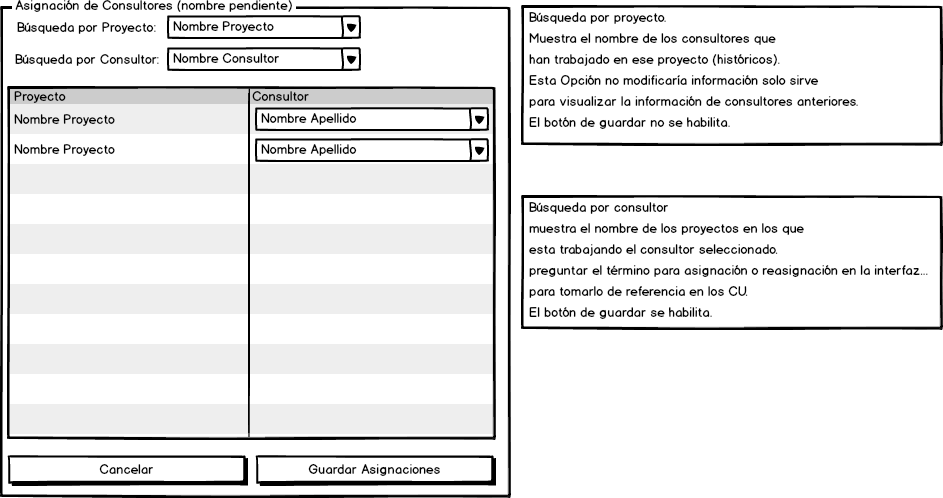 Asignación de Consultores (nombre pendiente)
Búsqueda por Proyecto: Nombre Proyecto
Búsqueda por Consultor: Nombre Consultor
Proyecto Consultor
Nombre Proyecto Nombre Apellido
Nombre Proyecto Nombre Apellido
Cancelar Guardar Asignaciones
Búsqueda por proyecto.
Muestra el nombre de los consultores que
han trabajado en ese proyecto (históricos).
Esta Opción no modificaría información solo sirve
para visualizar la información de consultores anteriores.
El botón de guardar no se habilita.
Búsqueda por consultor
muestra el nombre de los proyectos en los que
esta trabajando el consultor seleccionado.
preguntar el término para asignación o reasignación en la interfaz...
para tomarlo de referencia en los CU.
El botón de guardar se habilita.